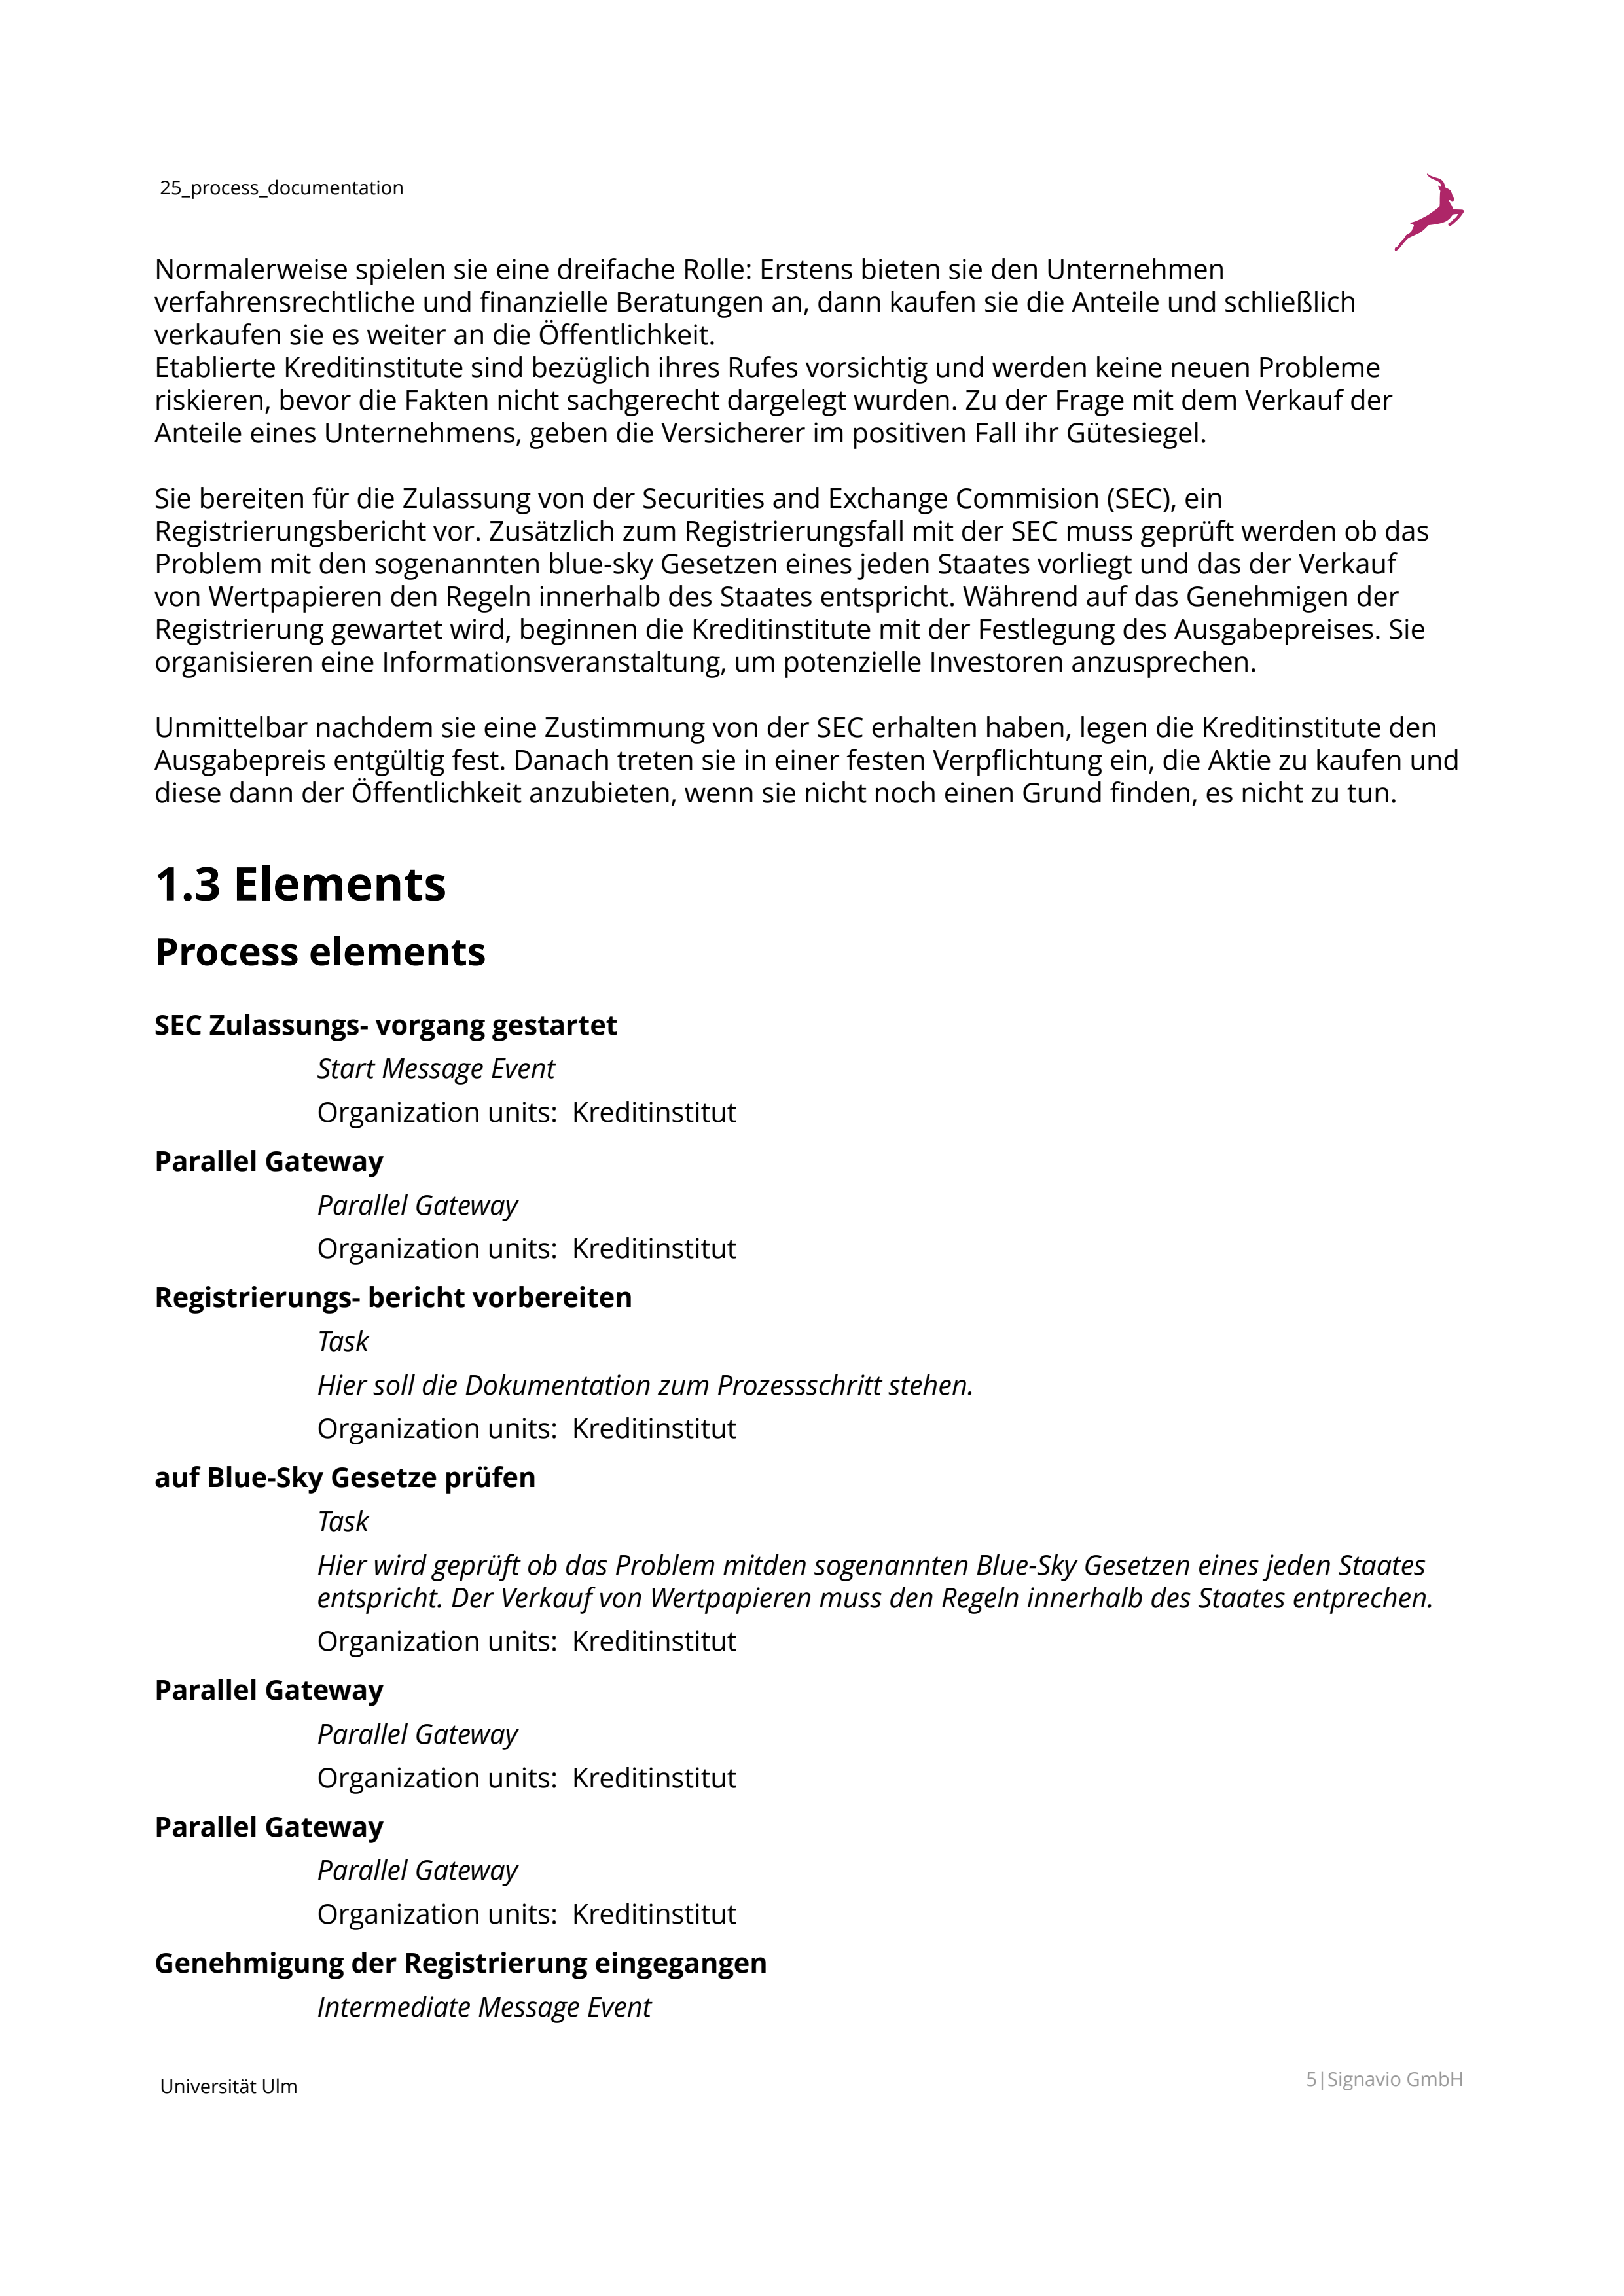 25_process_documentation
Normalerweise spielen sie eine dreifache Rolle: Erstens bieten sie den Unternehmen
verfahrensrechtliche und finanzielle Beratungen an, dann kaufen sie die Anteile und schließlich
verkaufen sie es weiter an die Öffentlichkeit.
Etablierte Kreditinstitute sind bezüglich ihres Rufes vorsichtig und werden keine neuen Probleme
riskieren, bevor die Fakten nicht sachgerecht dargelegt wurden. Zu der Frage mit dem Verkauf der
Anteile eines Unternehmens, geben die Versicherer im positiven Fall ihr Gütesiegel.
Sie bereiten für die Zulassung von der Securities and Exchange Commision (SEC), ein
Registrierungsbericht vor. Zusätzlich zum Registrierungsfall mit der SEC muss geprüft werden ob das
Problem mit den sogenannten blue-sky Gesetzen eines jeden Staates vorliegt und das der Verkauf
von Wertpapieren den Regeln innerhalb des Staates entspricht. Während auf das Genehmigen der
Registrierung gewartet wird, beginnen die Kreditinstitute mit der Festlegung des Ausgabepreises. Sie
organisieren eine Informationsveranstaltung, um potenzielle Investoren anzusprechen.
Unmittelbar nachdem sie eine Zustimmung von der SEC erhalten haben, legen die Kreditinstitute den
Ausgabepreis entgültig fest. Danach treten sie in einer festen Verpflichtung ein, die Aktie zu kaufen und
diese dann der Öffentlichkeit anzubieten, wenn sie nicht noch einen Grund finden, es nicht zu tun.
1.3 Elements
Process elements
SEC Zulassungs- vorgang gestartet
Start Message Event
Organization units: Kreditinstitut
Parallel Gateway
Parallel Gateway
Organization units: Kreditinstitut
Registrierungs- bericht vorbereiten
Task
Hier soll die Dokumentation zum Prozessschritt stehen.
Organization units: Kreditinstitut
auf Blue-Sky Gesetze prüfen
Task
Hier wird geprüft ob das Problem mitden sogenannten Blue-Sky Gesetzen eines jeden Staates
entspricht. Der Verkauf von Wertpapieren muss den Regeln innerhalb des Staates entprechen.
Organization units: Kreditinstitut
Parallel Gateway
Parallel Gateway
Organization units: Kreditinstitut
Parallel Gateway
Parallel Gateway
Organization units: Kreditinstitut
Genehmigung der Registrierung eingegangen
Intermediate Message Event
Universität Ulm
5|Signavio GmbH